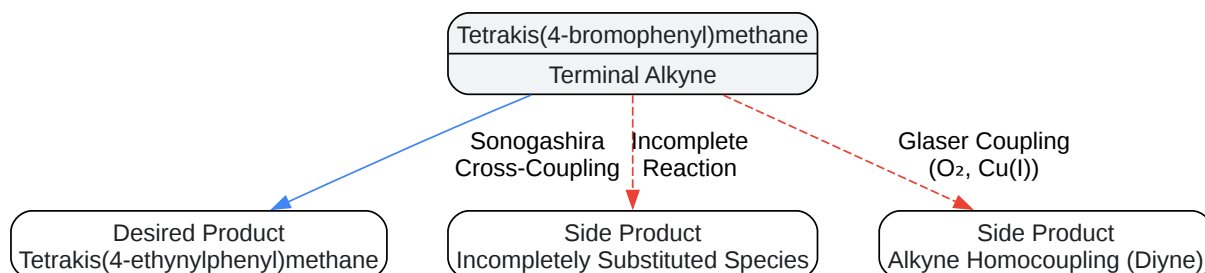 Tetrakis(4-bromophenyl)methane
Terminal Alkyne
Sonogashira
Cross-Coupling
Incomplete
Reaction
Glaser Coupling
(O₂, Cu(I))
Desired Product
Tetrakis(4-ethynylphenyl)methane
Side Product
Incompletely Substituted Species
Side Product
Alkyne Homocoupling (Diyne)